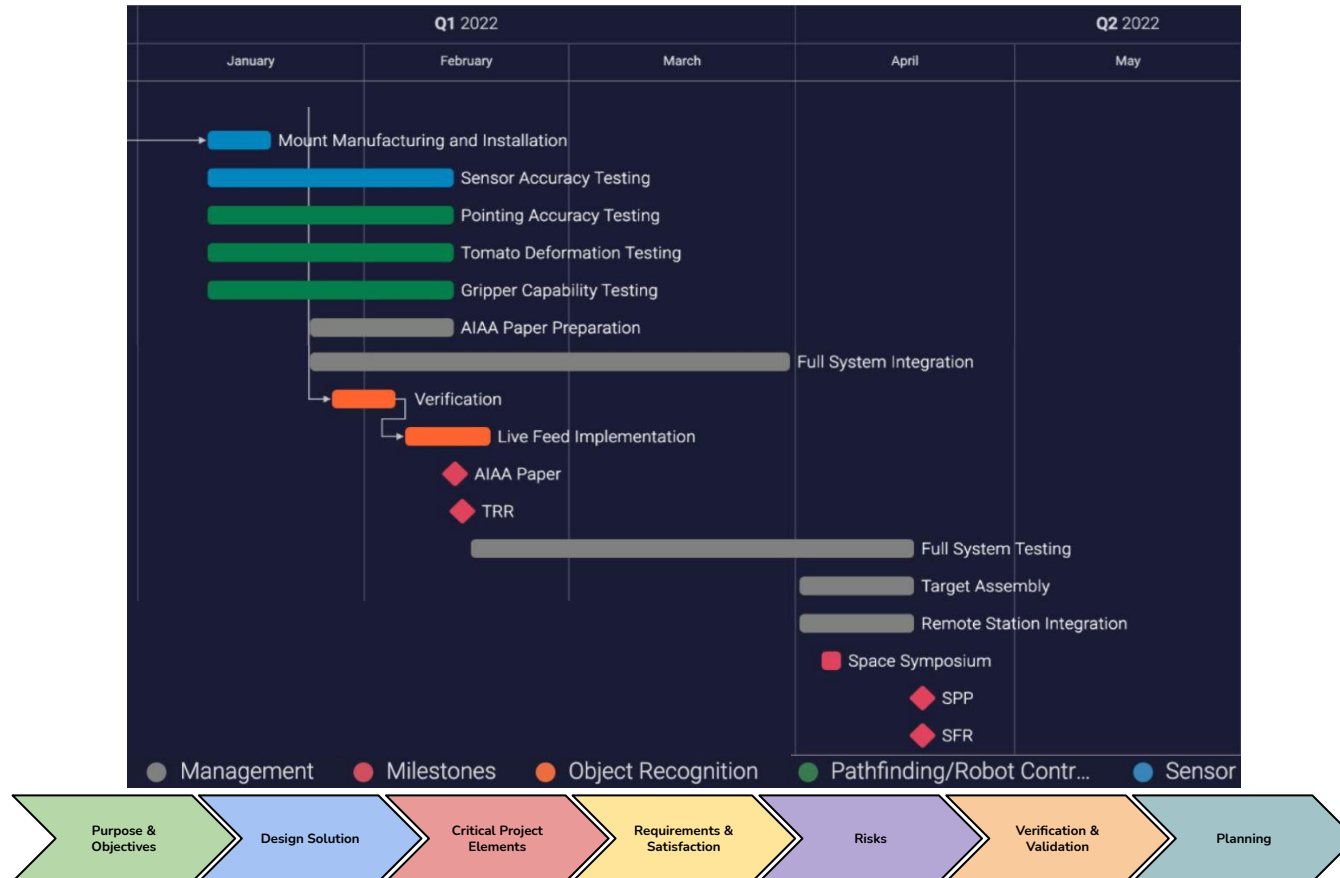 Q1 2022
Q2 2022
January
February
March
April
May
Mount Manufacturing and Installation
Sensor Accuracy Testing
Pointing Accuracy Testing
Tomato Deformation Testing
Gripper Capability Testing
AIAA Paper Preparation
Full System Integration
Verification
Live Feed Implementation
AIAA Paper
TRR
Full System Testing
Target Assembly
Remote Station Integration
Space Symposium
SPP
SFR
Management
Milestones
Object Recognition
Pathfinding/Robot Contr...
Sensor
Purpose &
Objectives
Design Solution
Critical Project
Elements
Requirements &
Satisfaction
Risks
Verification &
Validation
Planning